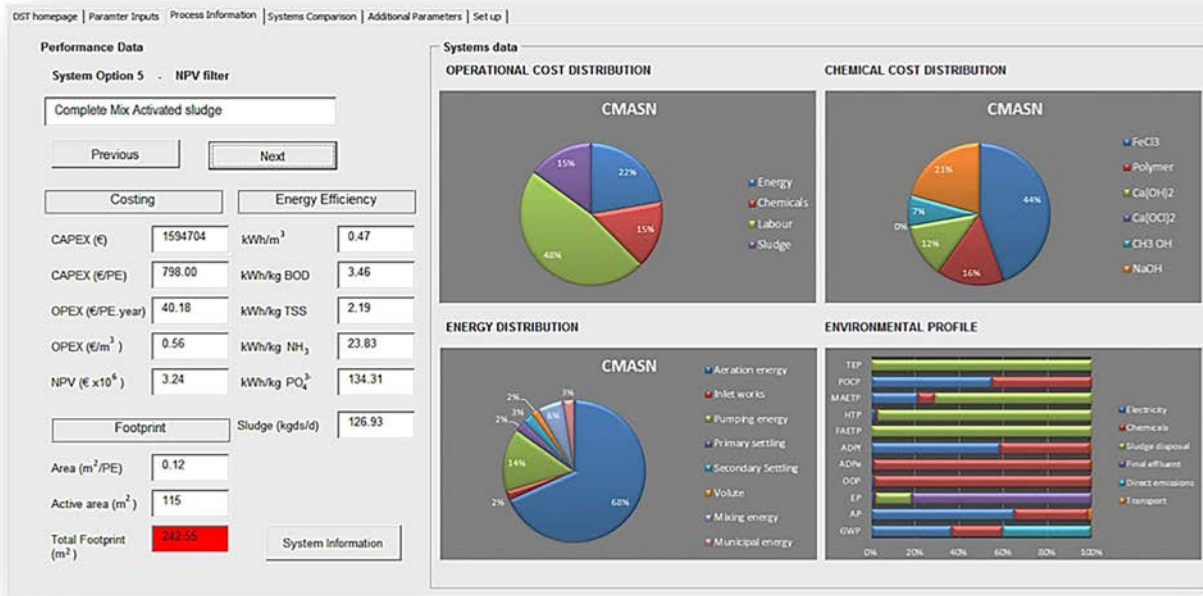 DST homepage | Paramter Inputs | Process Information | Systems Comparison | Additional Parameters | Set up
Performance Data
System Option 5 - NPV filter
Complete Mix Activated sludge
Previous Next
Costing Energy Efficiency
CAPEX (€) 1594704 kWh/m³ 0.47
CAPEX (€/PE) 798.00 kWh/kg BOD 3.46
OPEX (€/PE.year) 40.18 kWh/kg TSS 2.19
OPEX (€/m³ ) 0.56 kWh/kg NH₃ 23.83
NPV (€ x10⁶ ) 3.24 kWh/kg PO₄³⁻ 134.31
Footprint Sludge (kgds/d) 126.93
Area (m²/PE) 0.12
Active area (m² ) 115
Total Footprint (m²) 242.55
System Information
Systems data
OPERATIONAL COST DISTRIBUTION
CMASN
22%
15%
48%
15%
Energy
Chemicals
Labour
Sludge
CHEMICAL COST DISTRIBUTION
CMASN
44%
16%
12%
0%
7%
21%
FeCl3
Polymer
Ca(OH)2
Ca(OCl)2
CH3 OH
NaOH
ENERGY DISTRIBUTION
CMASN
68%
2%
14%
2%
3%
2%
6%
3%
Aeration energy
Inlet works
Pumping energy
Primary settling
Secondary Settling
Volute
Mixing energy
Municipal energy
ENVIRONMENTAL PROFILE
TEP
POCP
MAETP
HTP
FAETP
ADPf
ADPe
ODP
EP
AP
GWP
0% 20% 40% 60% 80% 100%
Electricity
Chemicals
Sludge disposal
Final effluent
Direct emissions
Transport